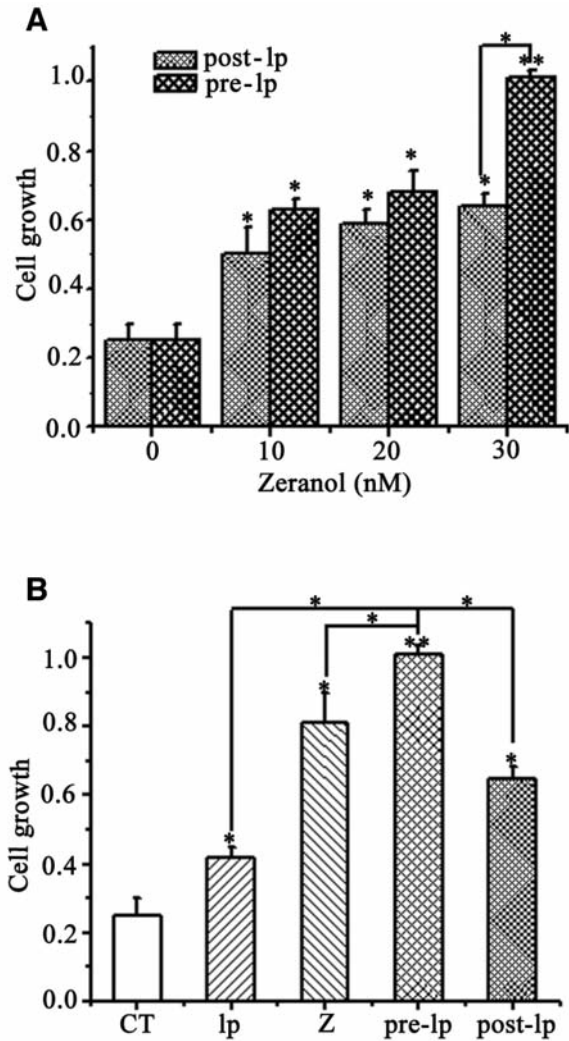 A
post-lp
pre-lp
* **
* * * * *
1.0
0.8
0.6
0.4
0.2
0.0
Cell growth
0 10 20 30
Zeranol (nM)
B
* *
* **
* * *
1.0
0.8
0.6
0.4
0.2
0.0
Cell growth
CT lp Z pre-lp post-lp